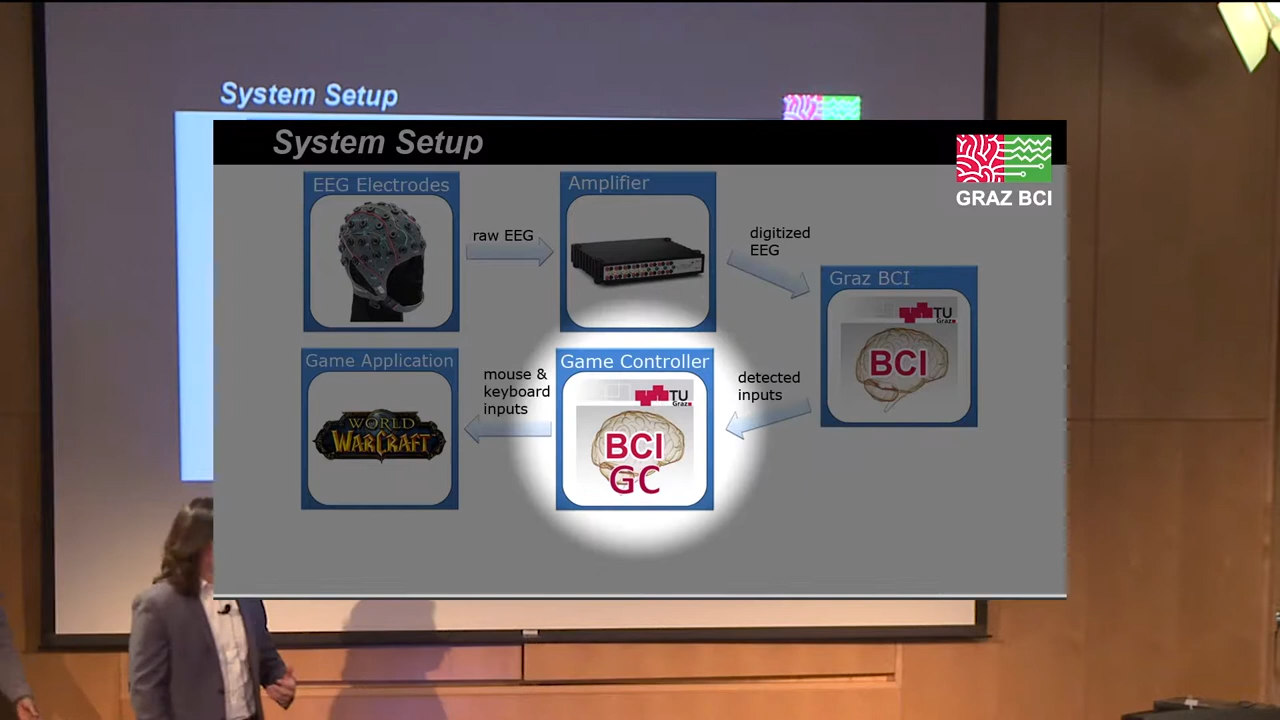 System Setup
System Setup
GRAZ BCI
EEG Electrodes
raw EEG
Amplifier
digitized
EEG
Graz BCI
TU
Graz
BCI
detected
inputs
Game Controller
TU
Graz
BCI
GC
mouse &
keyboard
inputs
Game Application
WORLD
WARCRAFT